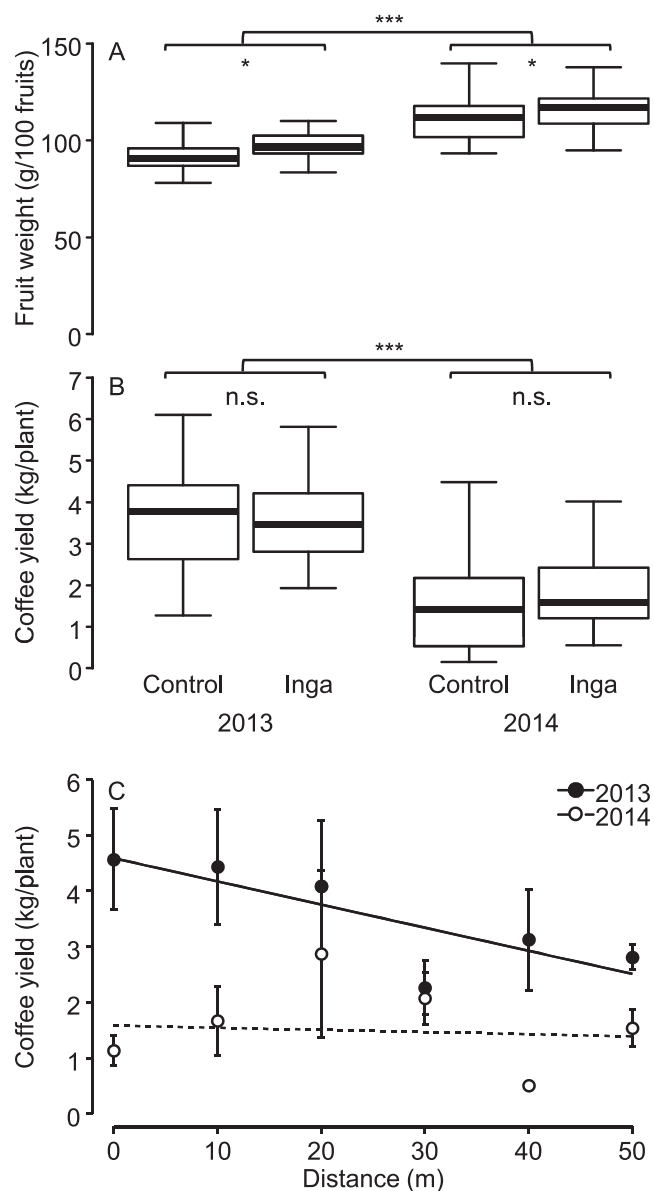 A
***
*
*
Fruit weight (g/100 fruits)
150
100
50
0
B
***
n.s.
n.s.
Coffee yield (kg/plant)
7
6
5
4
3
2
1
0
Control
Inga
Control
Inga
2013
2014
C
2013
2014
Coffee yield (kg/plant)
6
5
4
3
2
1
0
0
10
20
30
40
50
Distance (m)